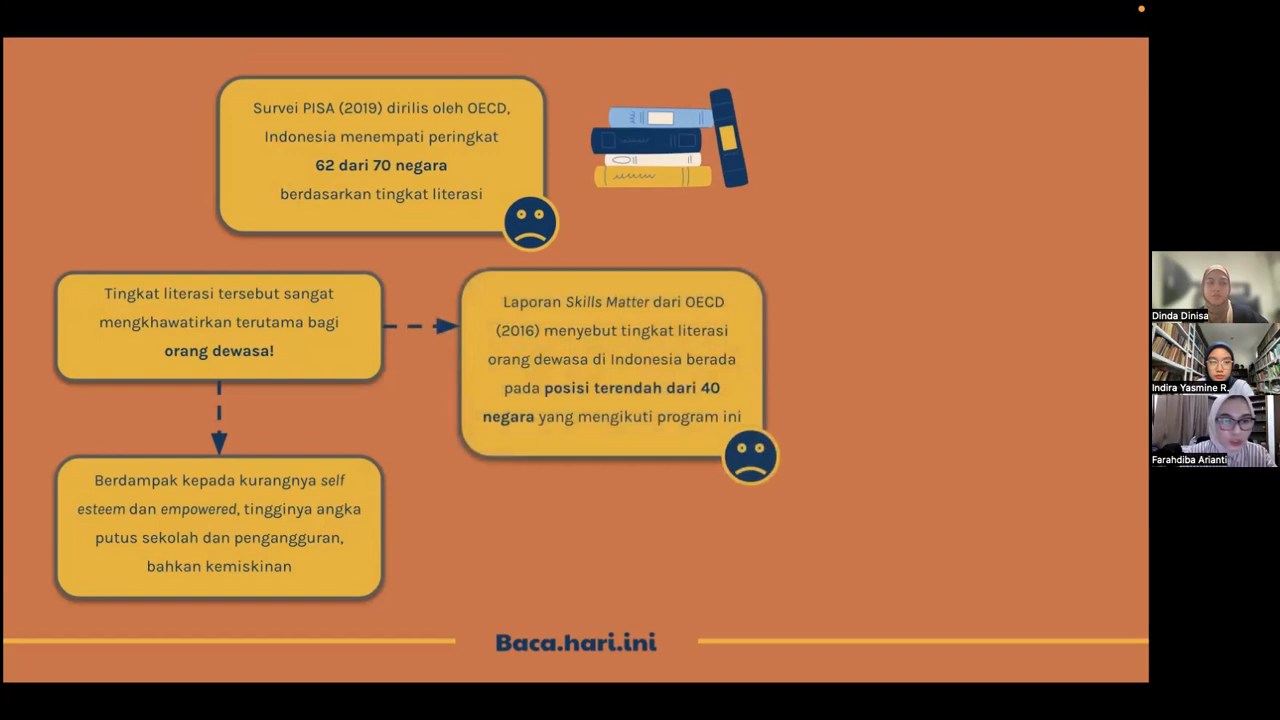 Survei PISA (2019) dirilis oleh OECD,
Indonesia menempati peringkat
62 dari 70 negara
berdasarkan tingkat literasi
Tingkat literasi tersebut sangat
mengkhawatirkan terutama bagi
orang dewasa!
Laporan Skills Matter dari OECD
(2016) menyebut tingkat literasi
orang dewasa di Indonesia berada
pada posisi terendah dari 40
negara yang mengikuti program ini
Berdampak kepada kurangnya self
esteem dan empowered, tingginya angka
putus sekolah dan pengangguran,
bahkan kemiskinan
Baca.hari.ini
Dinda Dinisa
Indira Yasmine R.
Farahdiba Arianti